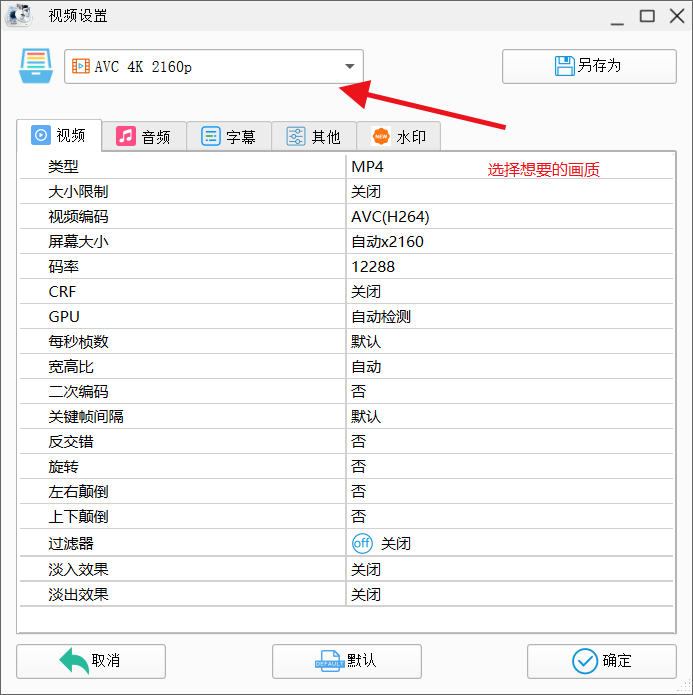 视频设置
AVC 4K 2160p
另存为
视频 音频 字幕 其他 NEW 水印
类型 MP4 选择想要的画质
大小限制 关闭
视频编码 AVC(H264)
屏幕大小 自动x2160
码率 12288
CRF 关闭
GPU 自动检测
每秒桢数 默认
宽高比 自动
二次编码 否
关键帧间隔 默认
反交错 否
旋转 否
左右颠倒 否
上下颠倒 否
过滤器 off 关闭
淡入效果 关闭
淡出效果 关闭
取消 DEFAULT 默认 确定